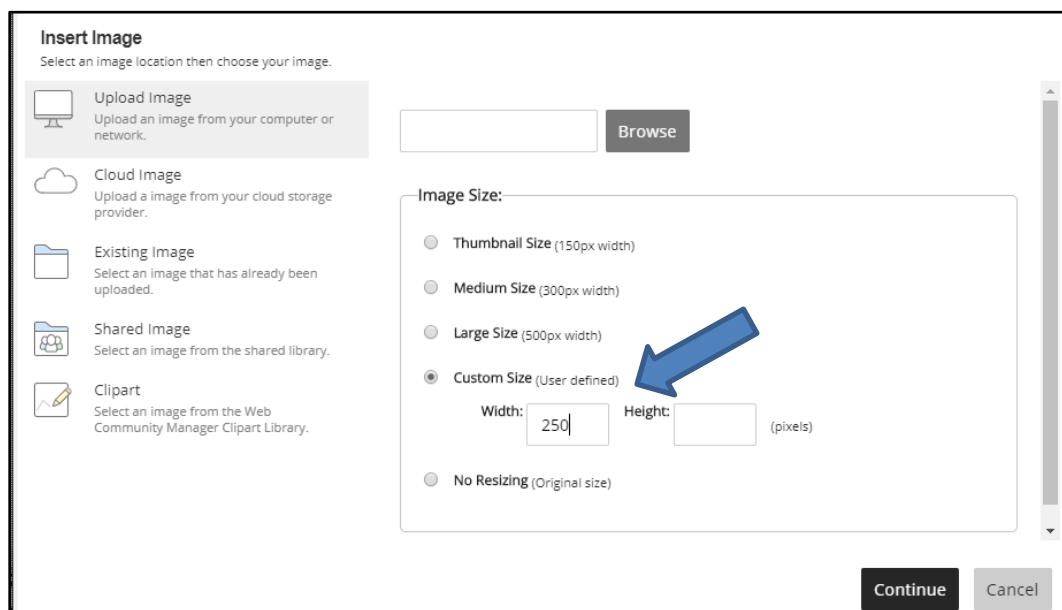 Insert Image
Select an image location then choose your image.
Upload Image
Upload an image from your computer or
network.
Cloud Image
Upload a image from your cloud storage
provider.
Existing Image
Select an image that has already been
uploaded.
Shared Image
Select an image from the shared library.
Clipart
Select an image from the Web
Community Manager Clipart Library.
Browse
Image Size:
Thumbnail Size (150px width)
Medium Size (300px width)
Large Size (500px width)
Custom Size (User defined)
Width: 250 Height: (pixels)
No Resizing (Original size)
Continue Cancel